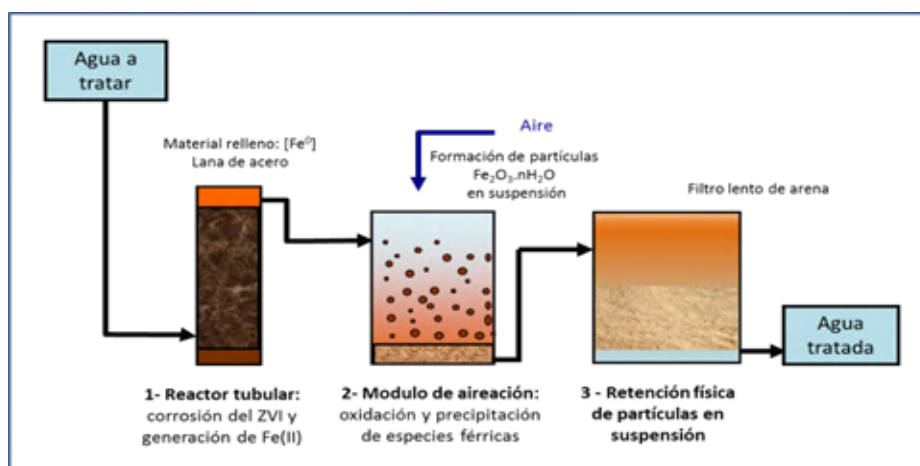 Agua a
tratar
Material relleno: [Fe⁰]
Lana de acero
Aire
Formación de partículas
Fe₂O₃.nH₂O
en suspensión
Filtro lento de arena
Agua
tratada
1- Reactor tubular:
corrosión del ZVI y
generación de Fe(II)
2- Modulo de aireación:
oxidación y precipitación
de especies férricas
3 - Retención física
de partículas en
suspensión